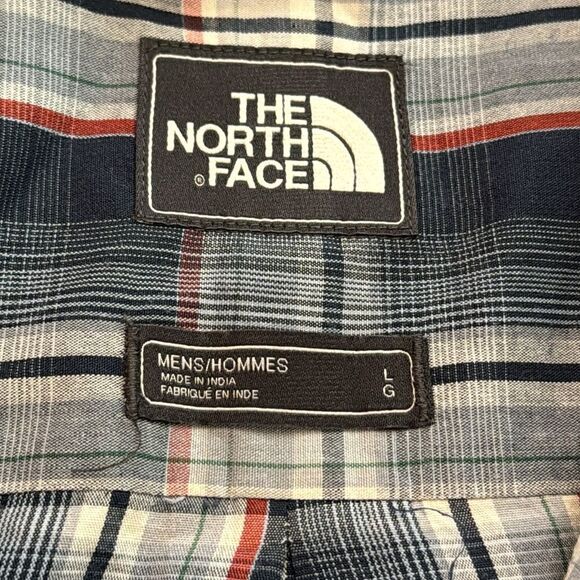 THE
NORTH
® FACE
MENS/HOMMES
MADE IN INDIA
FABRIQUÉ EN INDE
L
G